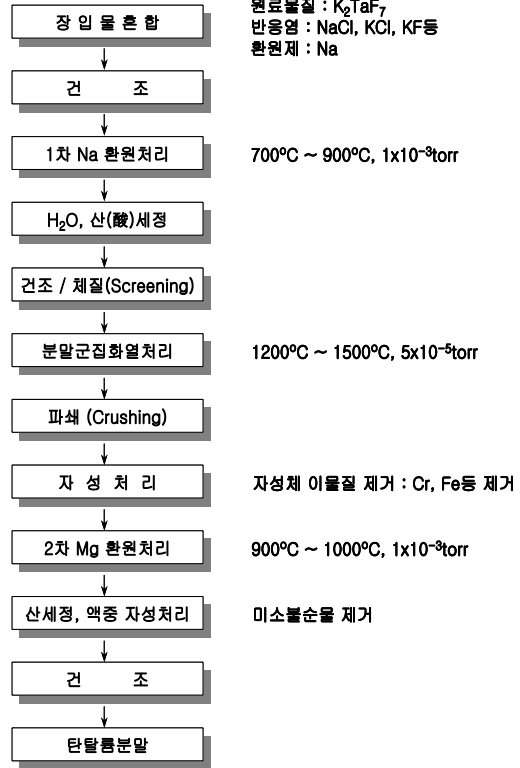 원료물질 : K₂TaF₇
장 입 물 혼 합
반응염 : NaCl, KCl, KF등
환원제 : Na
건 조
1차 Na 환원처리
700ºC ~ 900ºC, 1x10⁻³torr
H₂O, 산(酸)세정
건조 / 체질(Screening)
분말군집화열처리
1200ºC ~ 1500ºC, 5x10⁻⁵torr
파쇄 (Crushing)
자 성 처 리
자성체 이물질 제거 : Cr, Fe등 제거
2차 Mg 환원처리
900ºC ~ 1000ºC, 1x10⁻³torr
산세정, 액중 자성처리
미소불순물 제거
건 조
탄탈륨분말